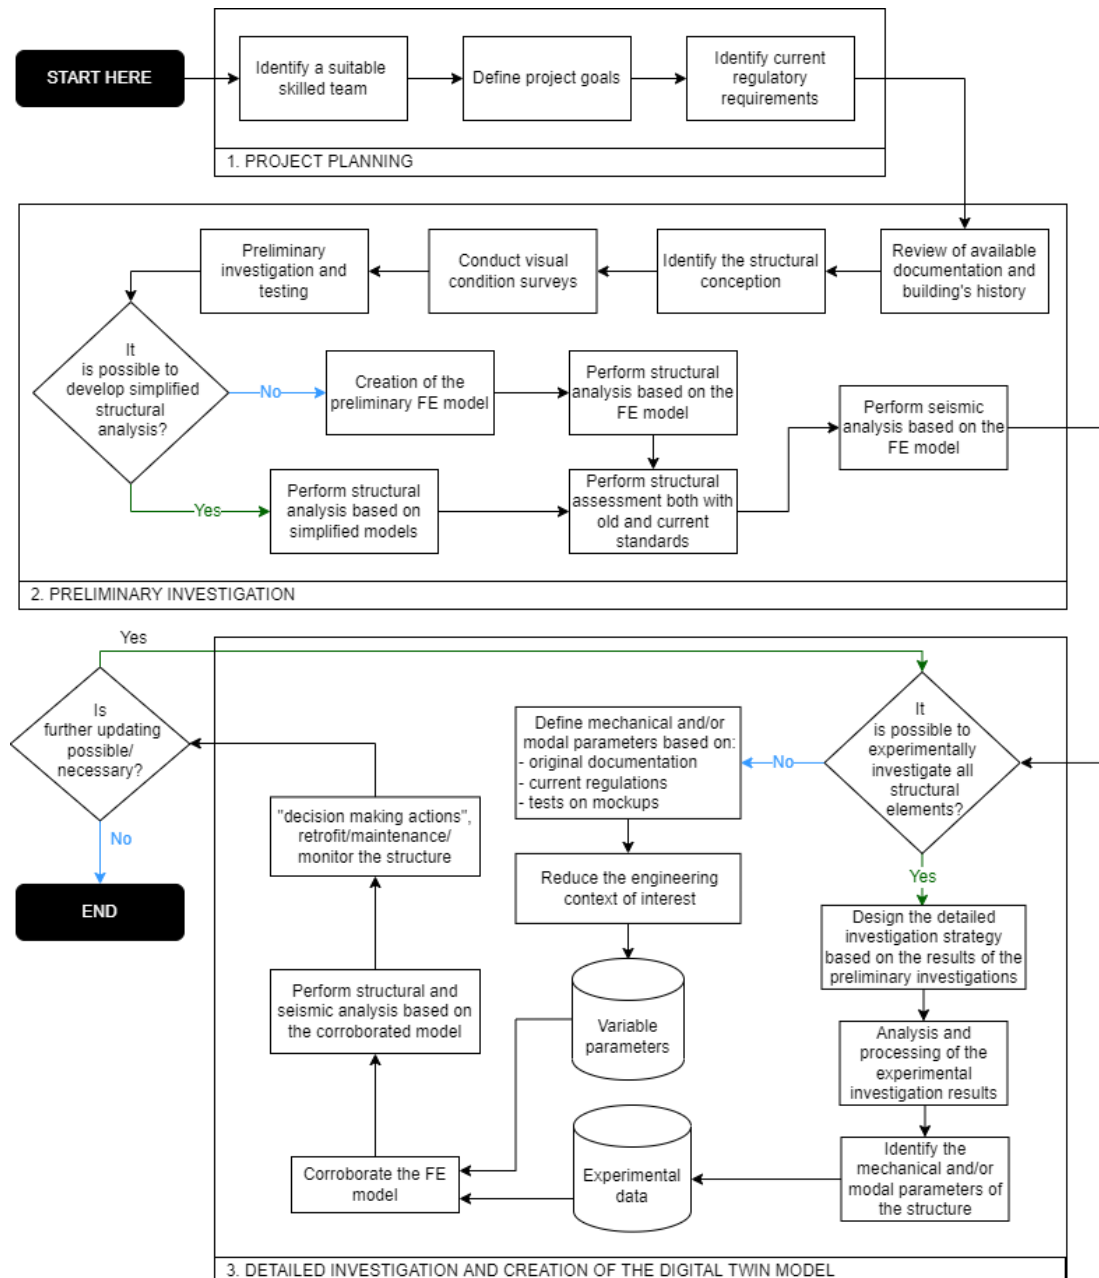 START HERE
Identify a suitable
skilled team
Define project goals
Identify current
regulatory
requirements
1. PROJECT PLANNING
Review of available
documentation and
building's history
Identify the structural
conception
Conduct visual
condition surveys
Preliminary
investigation and
testing
It
is possible to
develop simplified
structural
analysis?
No
Creation of the
preliminary FE model
Perform structural
analysis based on the
FE model
Yes
Perform structural
analysis based on
simplified models
Perform structural
assessment both with
old and current
standards
Perform seismic
analysis based on the
FE model
2. PRELIMINARY INVESTIGATION
It
is possible to
experimentally
investigate all
structural
elements?
No
Define mechanical and/or
modal parameters based on:
- original documentation
- current regulations
- tests on mockups
Reduce the engineering
context of interest
Variable
parameters
Yes
Design the detailed
investigation strategy
based on the results of the
preliminary investigations
Analysis and
processing of the
experimental
investigation results
Identify the
mechanical and/or
modal parameters of
the structure
Experimental
data
Corroborate the FE
model
Perform structural and
seismic analysis based on
the corroborated model
"decision making actions",
retrofit/maintenance/
monitor the structure
Is
further updating
possible/
necessary?
Yes
No
END
3. DETAILED INVESTIGATION AND CREATION OF THE DIGITAL TWIN MODEL